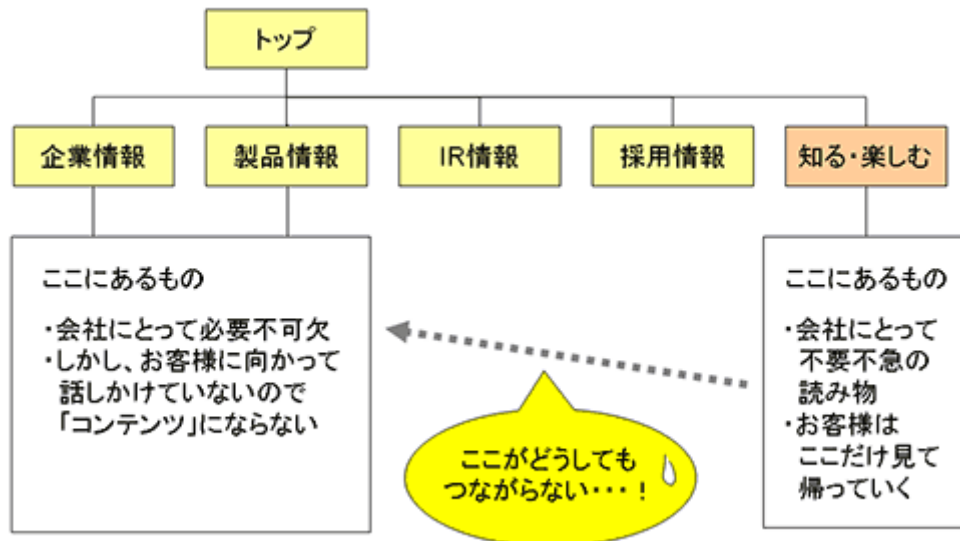 トップ
企業情報
製品情報
IR情報
採用情報
知る・楽しむ
ここにあるもの
・会社にとって必要不可欠
・しかし、お客様に向かって
話しかけていないので
「コンテンツ」にならない
ここがどうしても
つながらない・・・！
ここにあるもの
・会社にとって
不要不急の
読み物
・お客様は
ここだけ見て
帰っていく